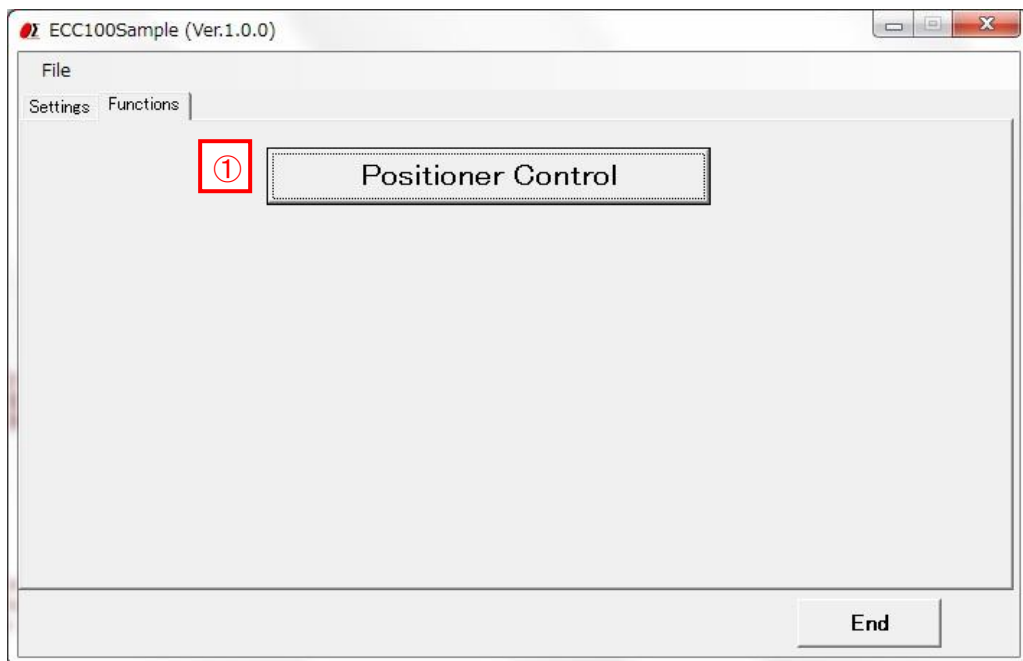 ECC100Sample (Ver.1.0.0)
File
Settings Functions
① Positioner Control
End